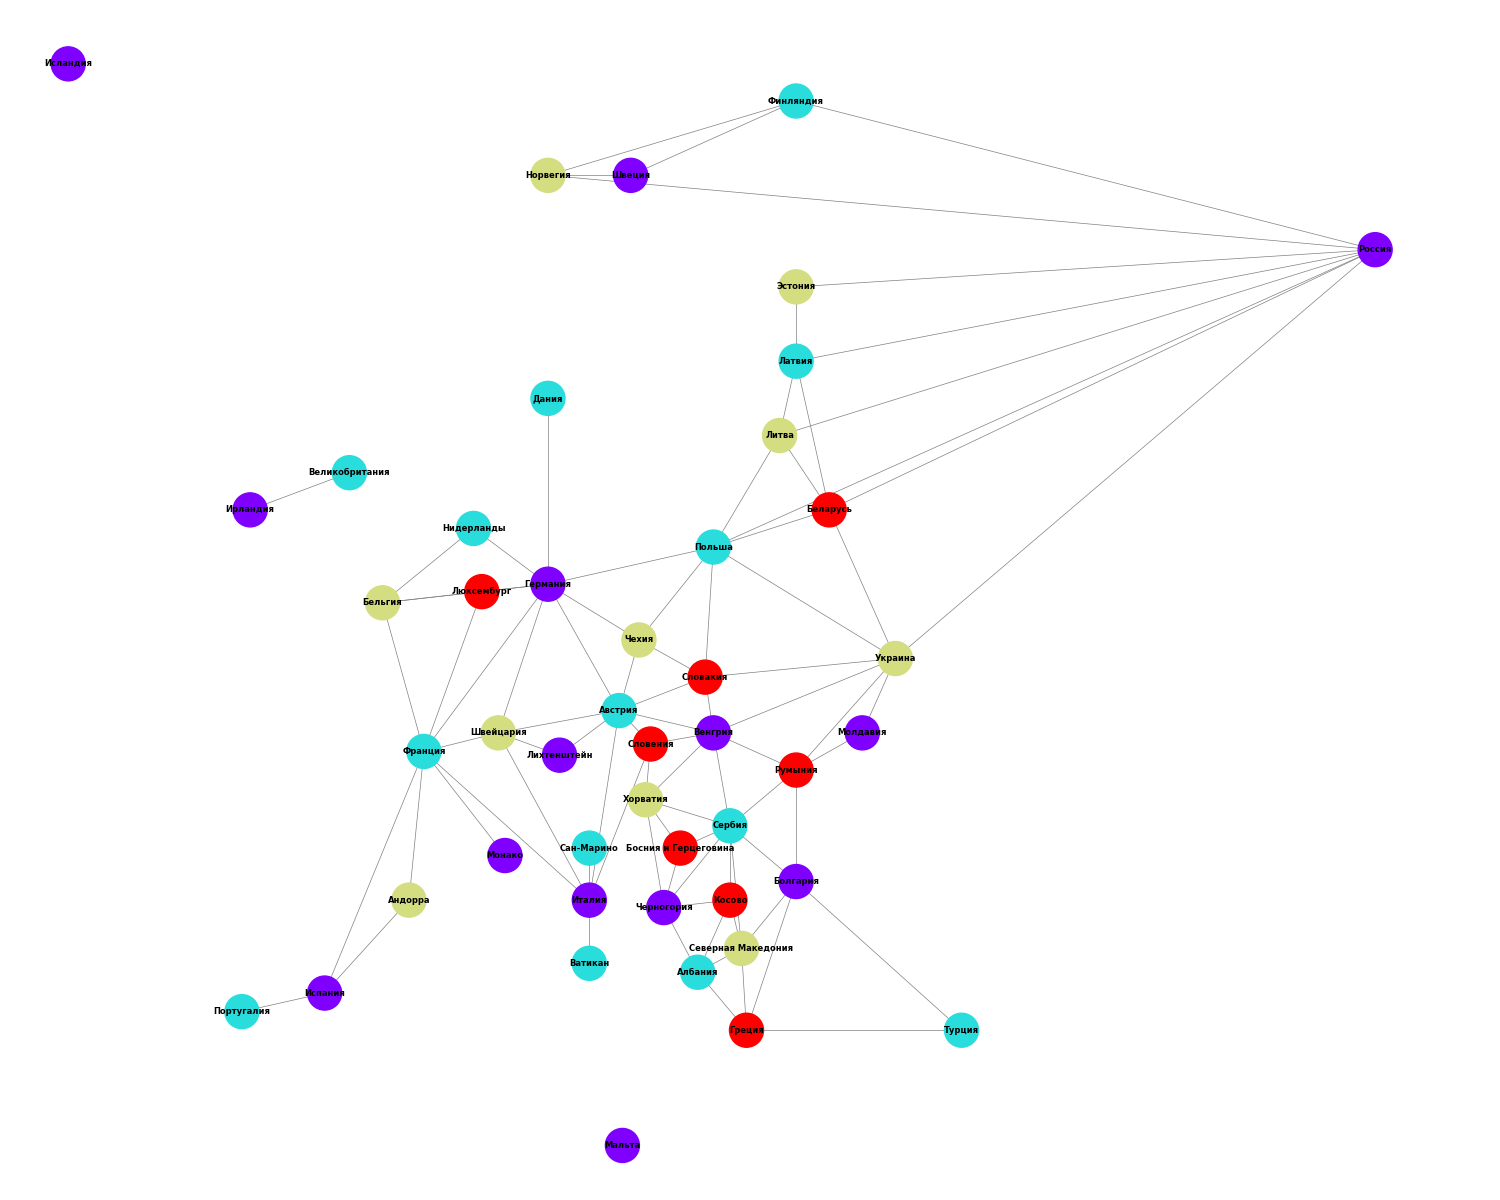 Исландия
Финляндия
Норвегия
Швеция
Россия
Эстония
Латвия
Дания
Литва
Великобритания
Ирландия
Беларусь
Нидерланды
Польша
Германия
Люксембург
Бельгия
Чехия
Украина
Словакия
Австрия
Швейцария
Венгрия
Молдавия
Словения
Франция
Лихтенштейн
Румыния
Хорватия
Сербия
Сан-Марино
Босния и Герцеговина
Монако
Болгария
Андорра
Италия
Косово
Черногория
Северная Македония
Ватикан
Албания
Испания
Португалия
Греция
Турция
Мальта